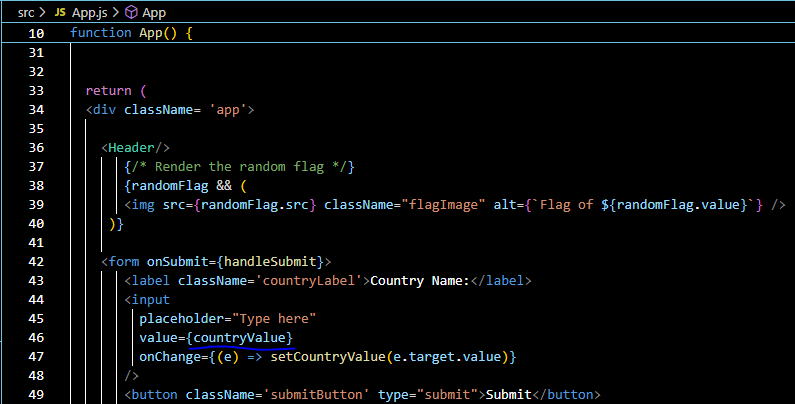 src > JS App.js > App
10 function App() {
31
32
33 return (
34 <div className= 'app'>
35
36 <Header/>
37 {/* Render the random flag */}
38 {randomFlag && (
39 <img src={randomFlag.src} className="flagImage" alt={`Flag of ${randomFlag.value}`} />
40 )}
41
42 <form onSubmit={handleSubmit}>
43 <label className='countryLabel'>Country Name:</label>
44 <input
45 placeholder="Type here"
46 value={countryValue}
47 onChange={(e) => setCountryValue(e.target.value)}
48 />
49 <button className='submitButton' type="submit">Submit</button>